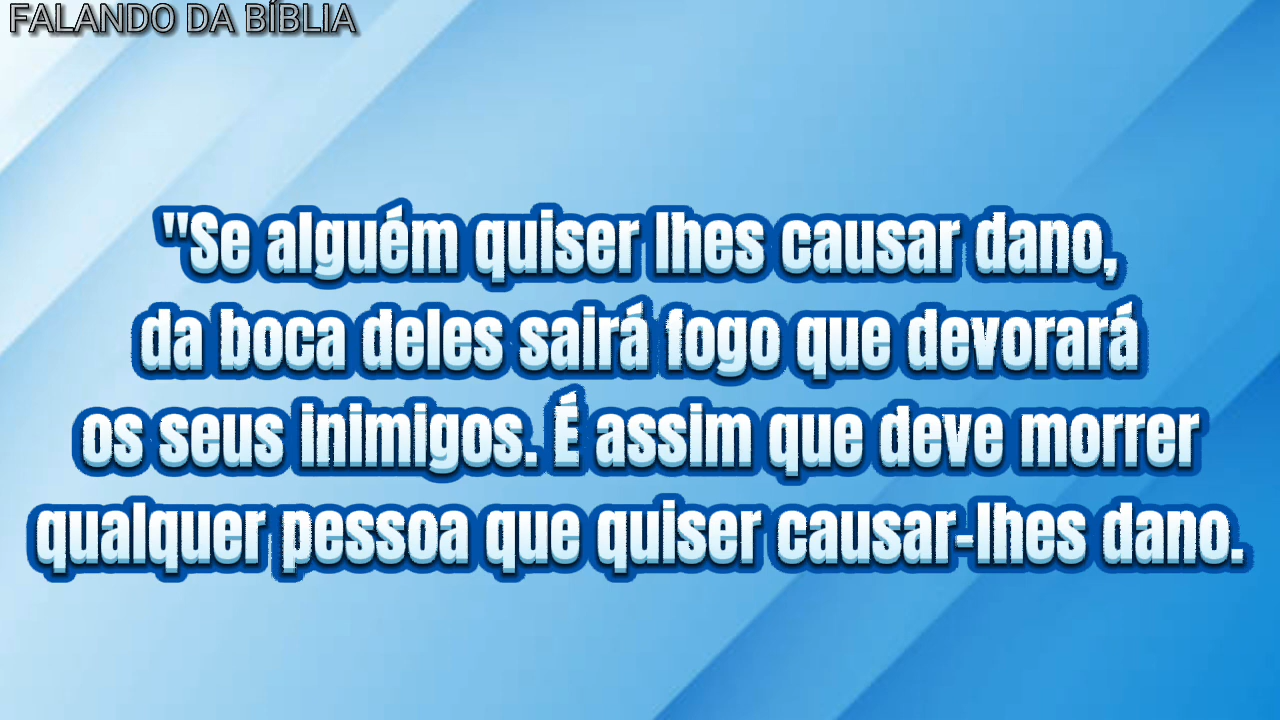 FALANDO DA BÍBLIA
"Se alguém quiser lhes causar dano,
da boca deles sairá fogo que devorará
os seus inimigos. É assim que deve morrer
qualquer pessoa que quiser causar-lhes dano.